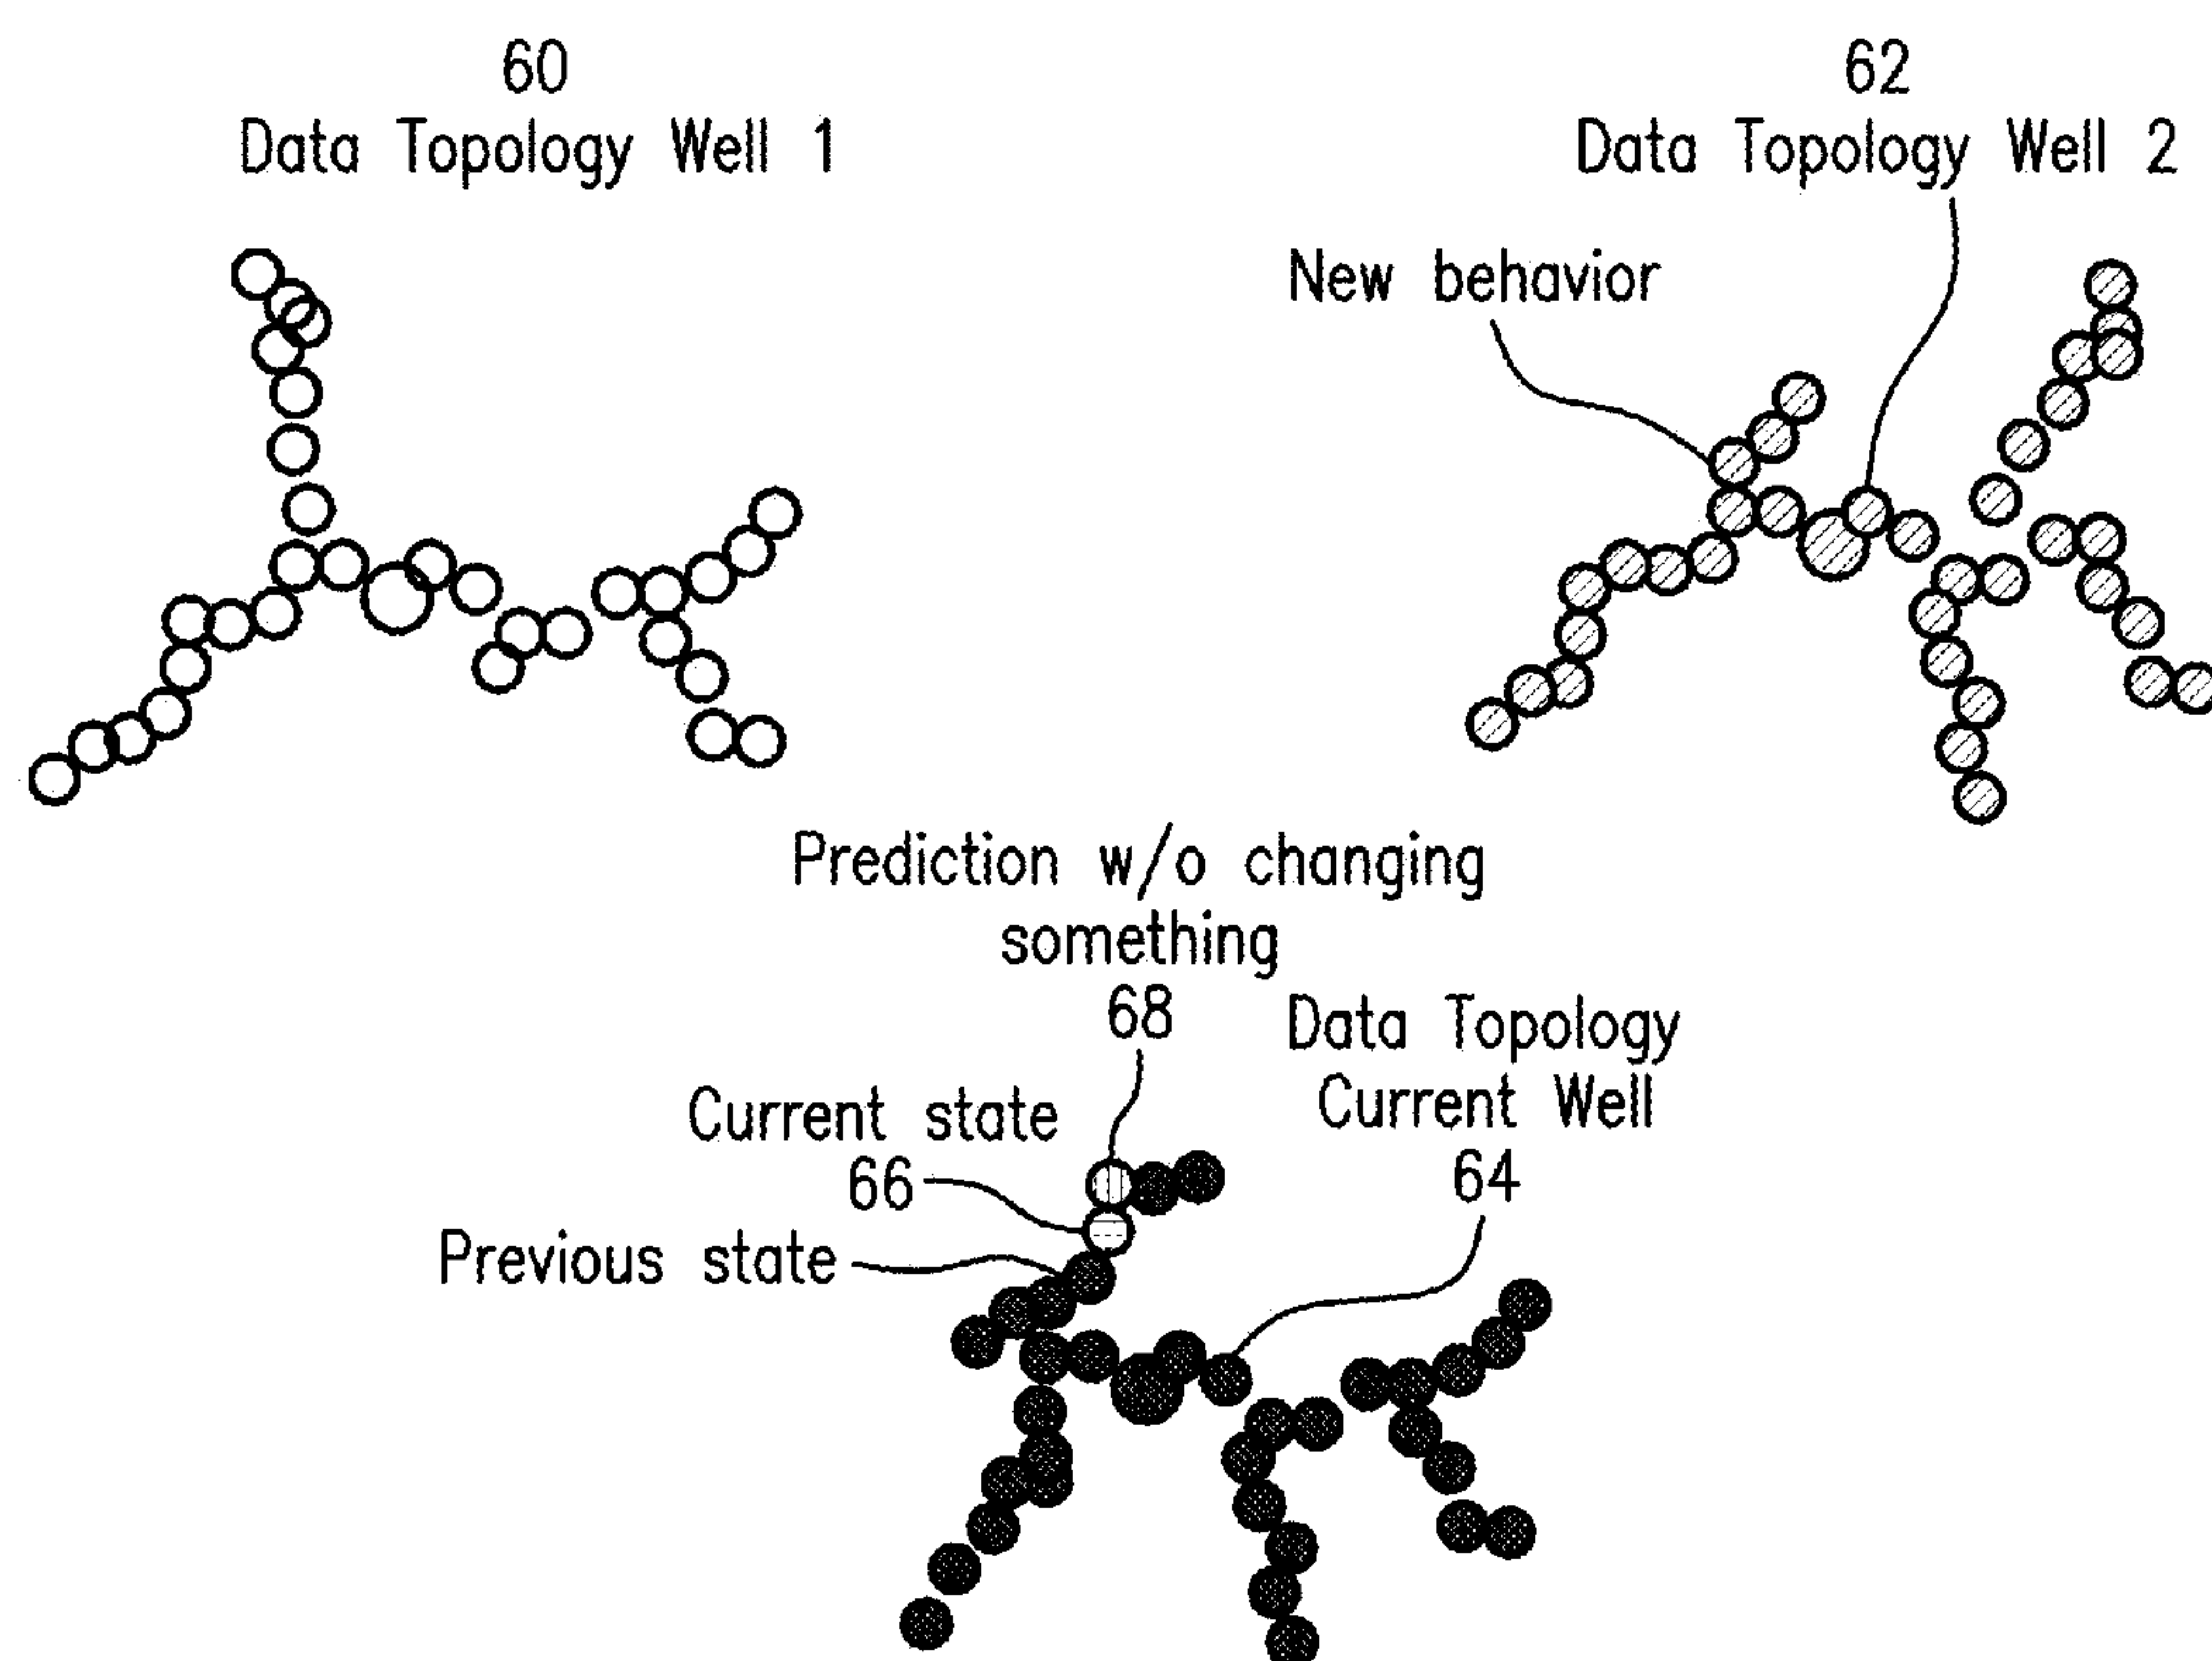 60
Data Topology Well 1
62
Data Topology Well 2
New behavior
Prediction w/o changing
something
68
Data Topology
Current Well
64
Current state
66
Previous state